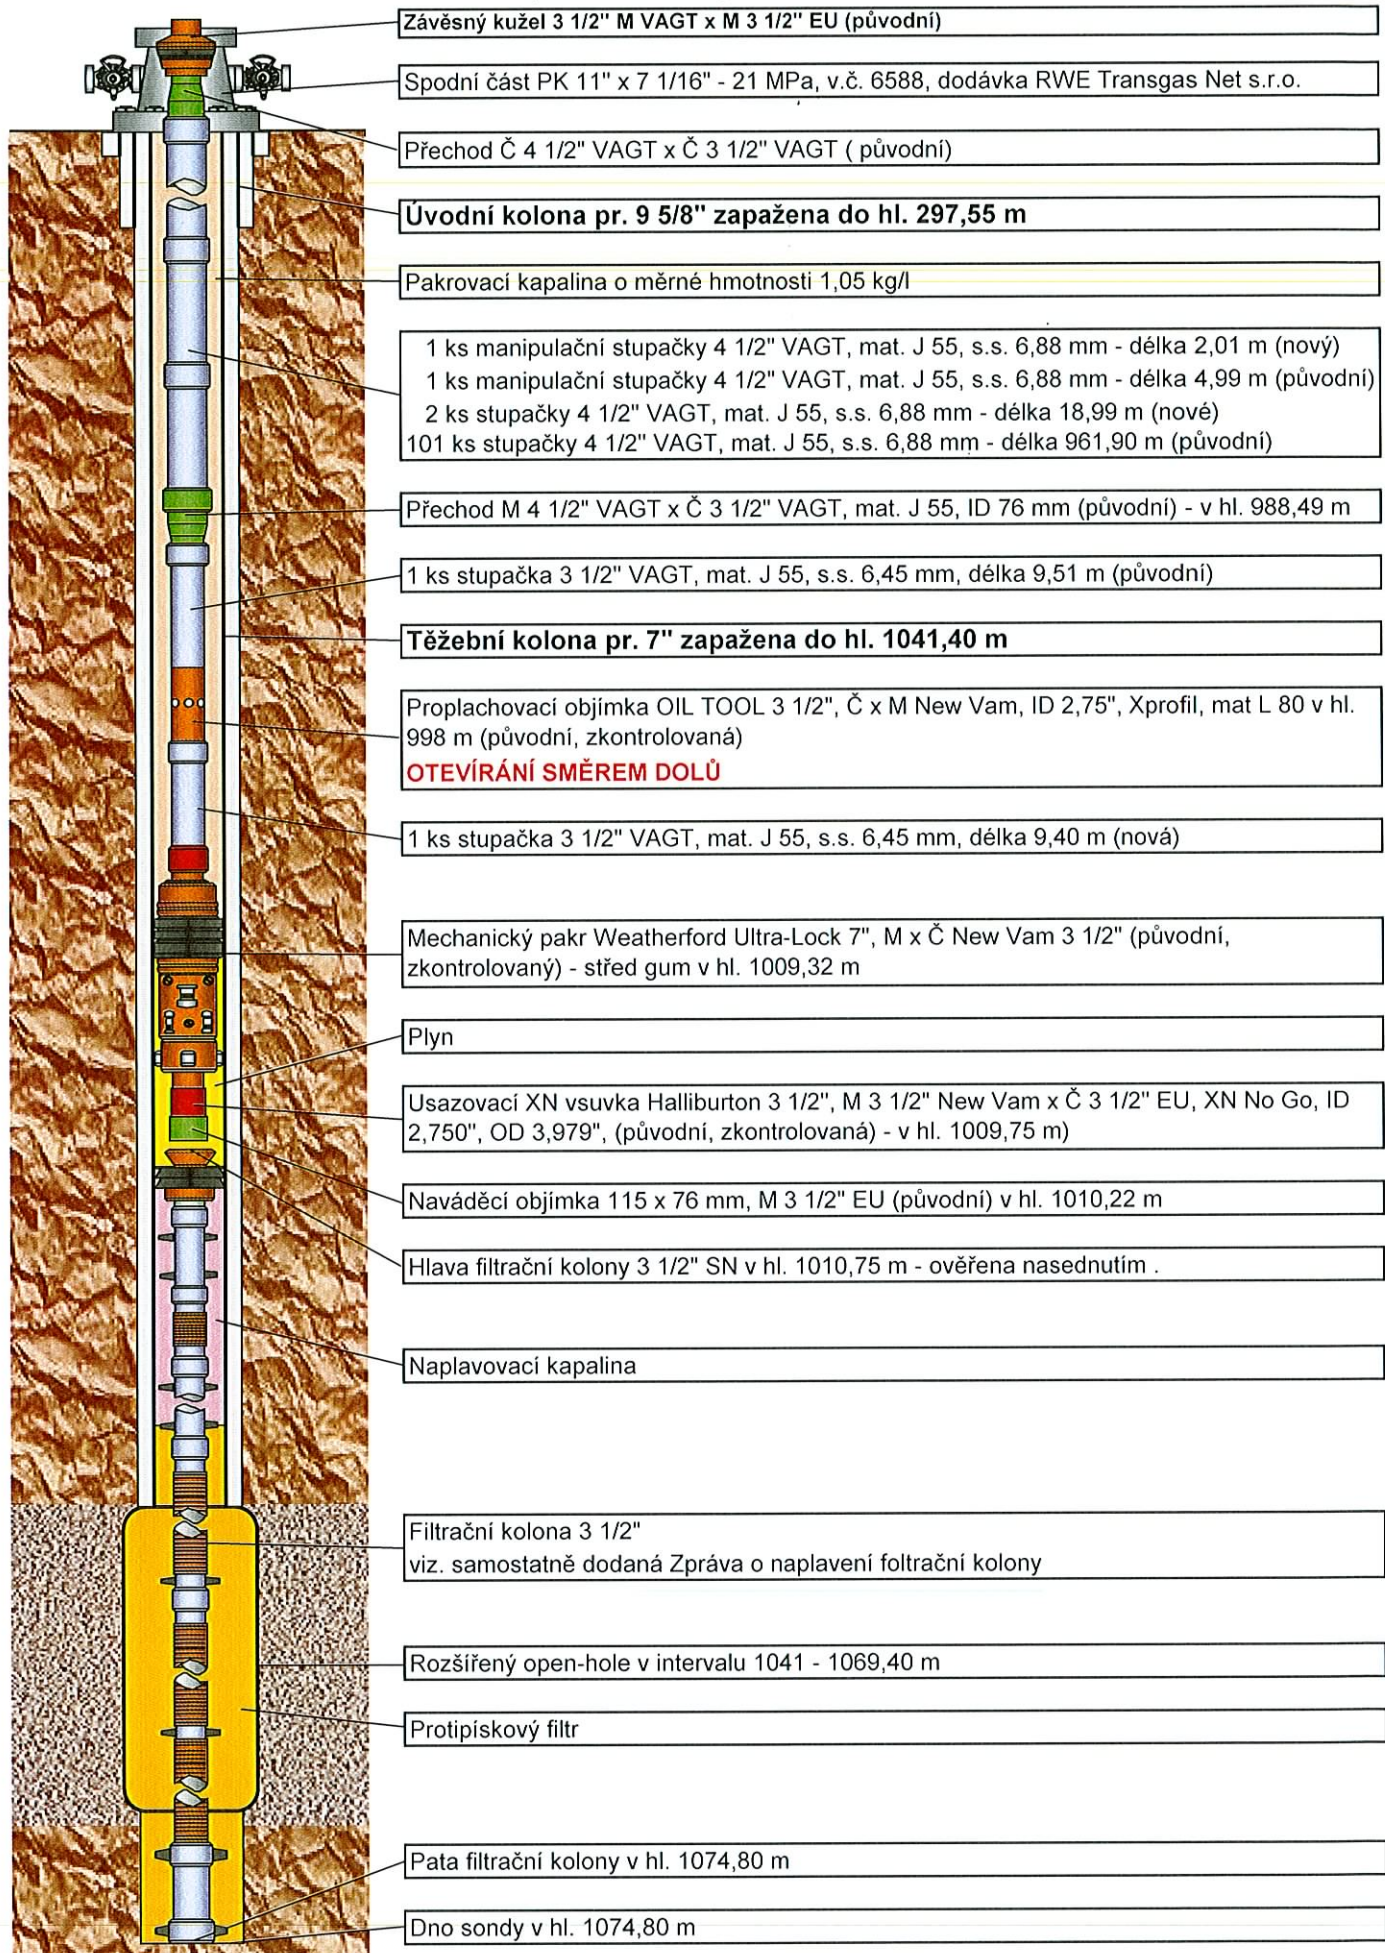 Závěsný kužel 3 1/2" M VAGT x M 3 1/2" EU (původní)
Spodní část PK 11" x 7 1/16" - 21 MPa, v.č. 6588, dodávka RWE Transgas Net s.r.o.
Přechod Č 4 1/2" VAGT x Č 3 1/2" VAGT ( původní)
Úvodní kolona pr. 9 5/8" zapažena do hl. 297,55 m
Pakrovací kapalina o měrné hmotnosti 1,05 kg/l
1 ks manipulační stupačky 4 1/2" VAGT, mat. J 55, s.s. 6,88 mm - délka 2,01 m (nový)
1 ks manipulační stupačky 4 1/2" VAGT, mat. J 55, s.s. 6,88 mm - délka 4,99 m (původní)
2 ks stupačky 4 1/2" VAGT, mat. J 55, s.s. 6,88 mm - délka 18,99 m (nové)
101 ks stupačky 4 1/2" VAGT, mat. J 55, s.s. 6,88 mm - délka 961,90 m (původní)
Přechod M 4 1/2" VAGT x Č 3 1/2" VAGT, mat. J 55, ID 76 mm (původní) - v hl. 988,49 m
1 ks stupačka 3 1/2" VAGT, mat. J 55, s.s. 6,45 mm, délka 9,51 m (původní)
Těžební kolona pr. 7" zapažena do hl. 1041,40 m
Proplachovací objímka OIL TOOL 3 1/2", Č x M New Vam, ID 2,75", Xprofil, mat L 80 v hl.
998 m (původní, zkontrolovaná)
OTEVÍRÁNÍ SMĚREM DOLŮ
1 ks stupačka 3 1/2" VAGT, mat. J 55, s.s. 6,45 mm, délka 9,40 m (nová)
Mechanický pakr Weatherford Ultra-Lock 7", M x Č New Vam 3 1/2" (původní,
zkontrolovaný) - střed gum v hl. 1009,32 m
Plyn
Usazovací XN vsuvka Halliburton 3 1/2", M 3 1/2" New Vam x Č 3 1/2" EU, XN No Go, ID
2,750", OD 3,979", (původní, zkontrolovaná) - v hl. 1009,75 m)
Naváděcí objímka 115 x 76 mm, M 3 1/2" EU (původní) v hl. 1010,22 m
Hlava filtrační kolony 3 1/2" SN v hl. 1010,75 m - ověřena nasednutím .
Naplavovací kapalina
Filtrační kolona 3 1/2"
viz. samostatně dodaná Zpráva o naplavení foltrační kolony
Rozšířený open-hole v intervalu 1041 - 1069,40 m
Protipískový filtr
Pata filtrační kolony v hl. 1074,80 m
Dno sondy v hl. 1074,80 m